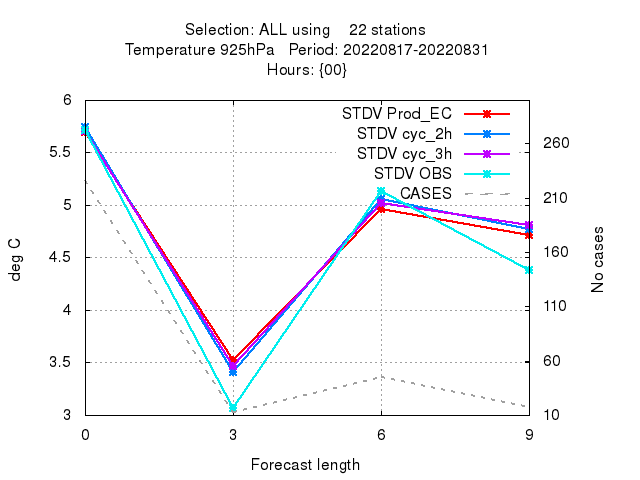 Selection: ALL using    22 stations
Temperature 925hPa   Period: 20220817-20220831
Hours: {00}
STDV Prod_EC
STDV cyc_2h
STDV cyc_3h
STDV OBS
CASES
6
5.5
5
4.5
4
3.5
3
deg C
260
210
160
110
60
10
No cases
0 3 6 9
Forecast length